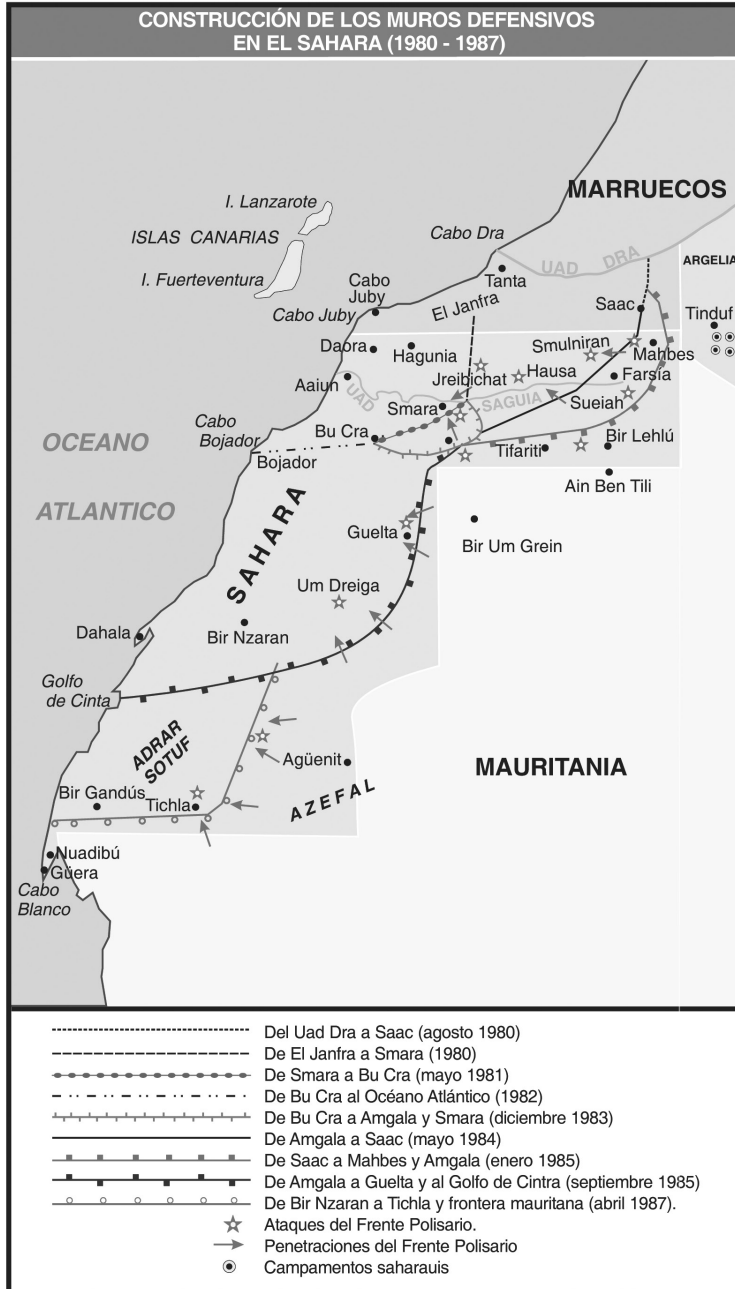 CONSTRUCCIÓN DE LOS MUROS DEFENSIVOS
EN EL SAHARA (1980 - 1987)
MARRUECOS
I. Lanzarote
ISLAS CANARIAS
I. Fuerteventura
Cabo Dra
UAD DRA
ARGELIA
Tanta
Cabo
Juby
Cabo Juby
El Janfra
Saac
Tinduf
Daora
Hagunia
Smulniran
Mahbes
Jreibichat
Hausa
Farsía
Aaiun
UAD
SAGUIA
Smara
Sueiah
Cabo
Bojador
Bu Cra
Bojador
Tifariti
Bir Lehlú
OCEANO
ATLANTICO
Ain Ben Tili
SAHARA
Guelta
Bir Um Grein
Um Dreiga
Dahala
Bir Nzaran
Golfo
de Cinta
ADRAR
SOTUF
Agüenit
MAURITANIA
AZEFAL
Bir Gandús
Tichla
Nuadibú
Güera
Cabo
Blanco
Del Uad Dra a Saac (agosto 1980)
De El Janfra a Smara (1980)
De Smara a Bu Cra (mayo 1981)
De Bu Cra al Océano Atlántico (1982)
De Bu Cra a Amgala y Smara (diciembre 1983)
De Amgala a Saac (mayo 1984)
De Saac a Mahbes y Amgala (enero 1985)
De Amgala a Guelta y al Golfo de Cintra (septiembre 1985)
De Bir Nzaran a Tichla y frontera mauritana (abril 1987).
Ataques del Frente Polisario.
Penetraciones del Frente Polisario
Campamentos saharauis